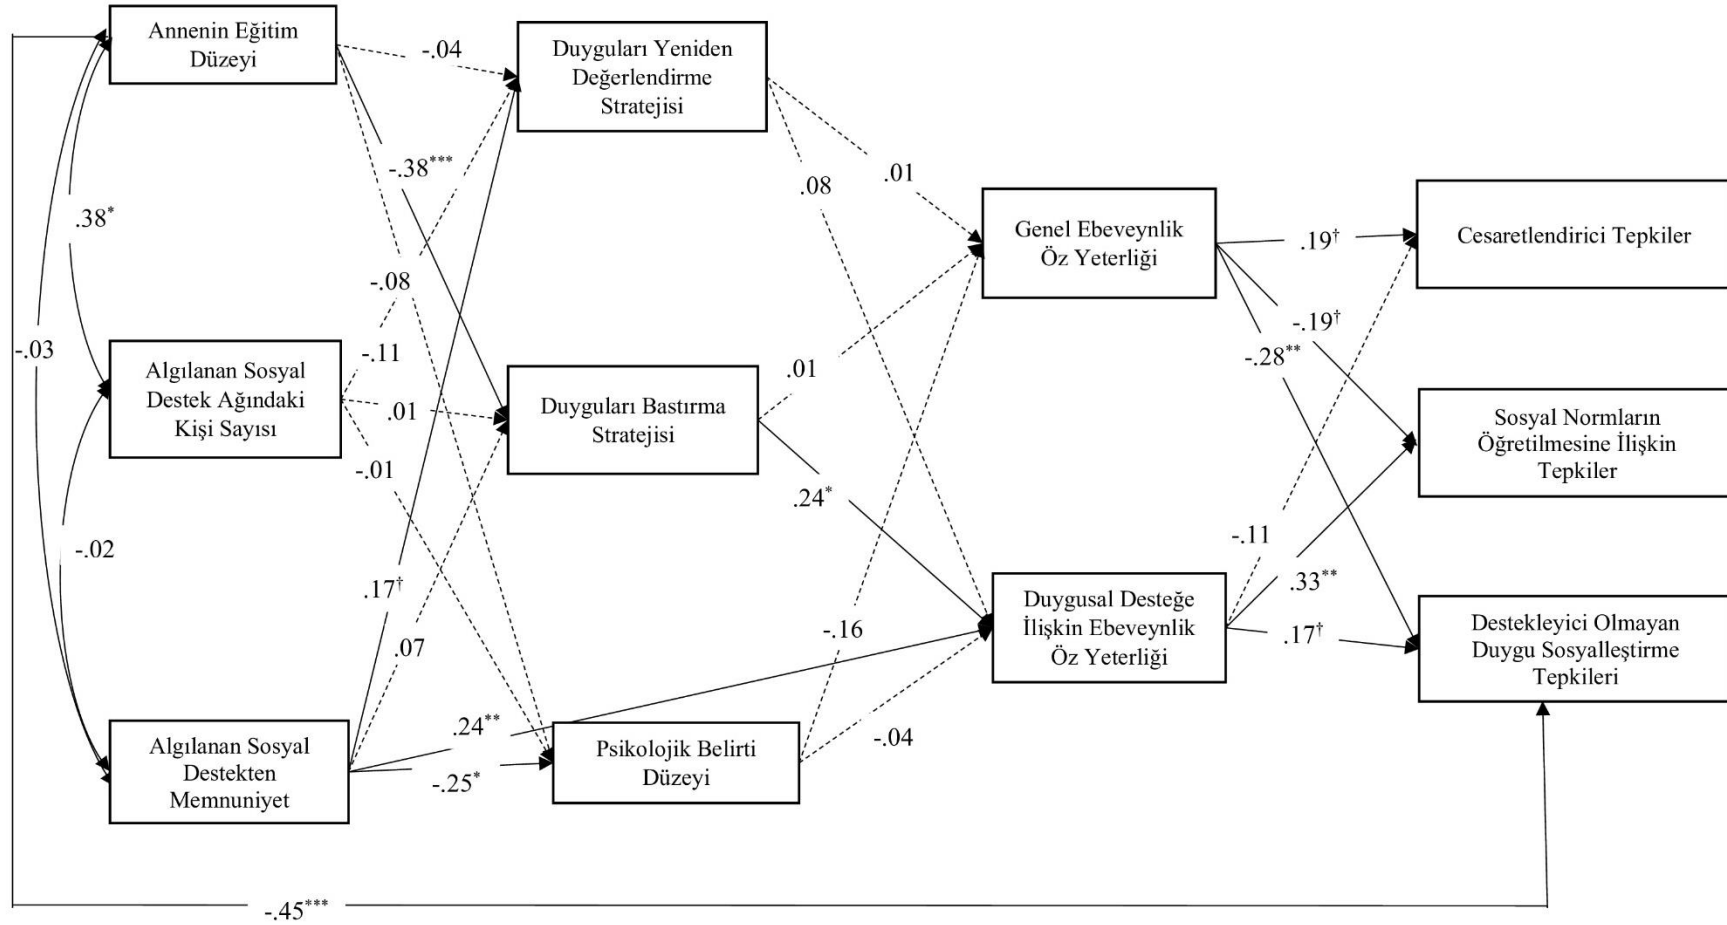 Annenin Eğitim
Düzeyi
-.04
Duyguları Yeniden
Değerlendirme
Stratejisi
-.38***
.08
.01
.38*
Genel Ebeveynlik
Öz Yeterliği
.19†
Cesaretlendirici Tepkiler
-.08
-.19†
-.03
-.11
-.28**
Algılanan Sosyal
Destek Ağındaki
Kişi Sayısı
.01
Duyguları Bastırma
Stratejisi
.01
Sosyal Normların
Öğretilmesine İlişkin
Tepkiler
-.01
.24*
-.02
-.11
.17†
.33**
Duygusal Desteğe
İlişkin Ebeveynlik
Öz Yeterliği
.17†
Destekleyici Olmayan
Duygu Sosyalleştirme
Tepkileri
.07
-.16
.24**
-.04
Algılanan Sosyal
Destekten
Memnuniyet
-.25*
Psikolojik Belirti
Düzeyi
-.45***